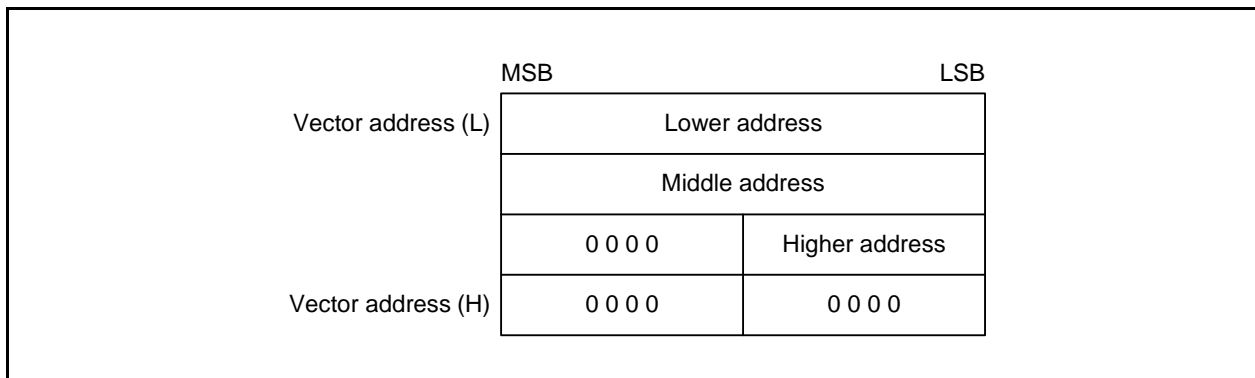 MSB LSB
Vector address (L) Lower address
Middle address
0 0 0 0 Higher address
Vector address (H) 0 0 0 0 0 0 0 0